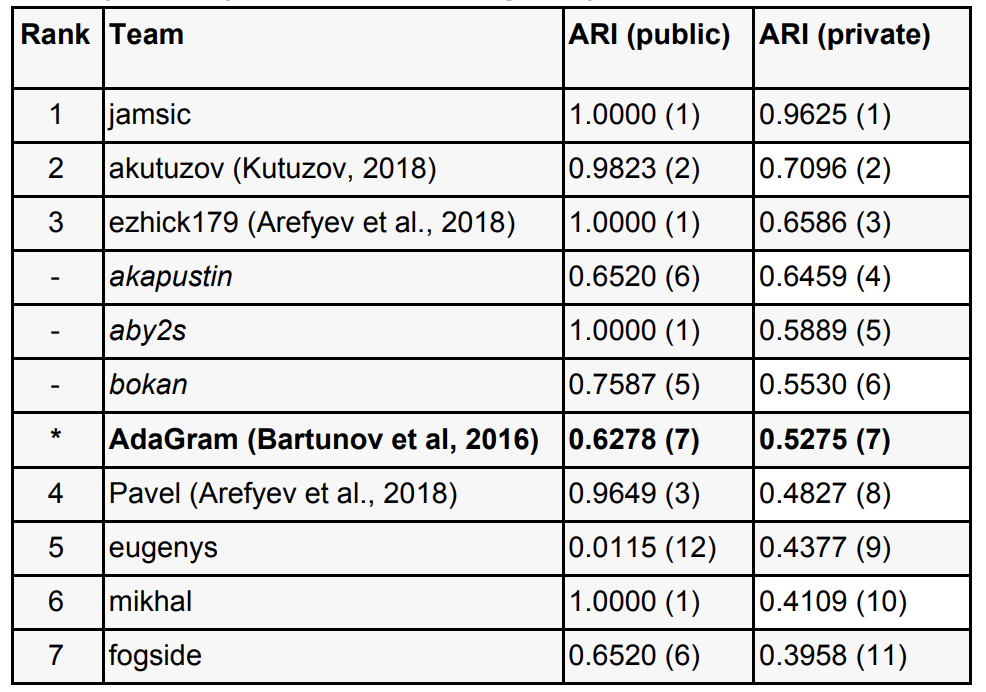 Rank Team ARI (public) ARI (private)
1 jamsic 1.0000 (1) 0.9625 (1)
2 akutuzov (Kutuzov, 2018) 0.9823 (2) 0.7096 (2)
3 ezhick179 (Arefyev et al., 2018) 1.0000 (1) 0.6586 (3)
- akapustin 0.6520 (6) 0.6459 (4)
- aby2s 1.0000 (1) 0.5889 (5)
- bokan 0.7587 (5) 0.5530 (6)
* AdaGram (Bartunov et al, 2016) 0.6278 (7) 0.5275 (7)
4 Pavel (Arefyev et al., 2018) 0.9649 (3) 0.4827 (8)
5 eugenys 0.0115 (12) 0.4377 (9)
6 mikhal 1.0000 (1) 0.4109 (10)
7 fogside 0.6520 (6) 0.3958 (11)